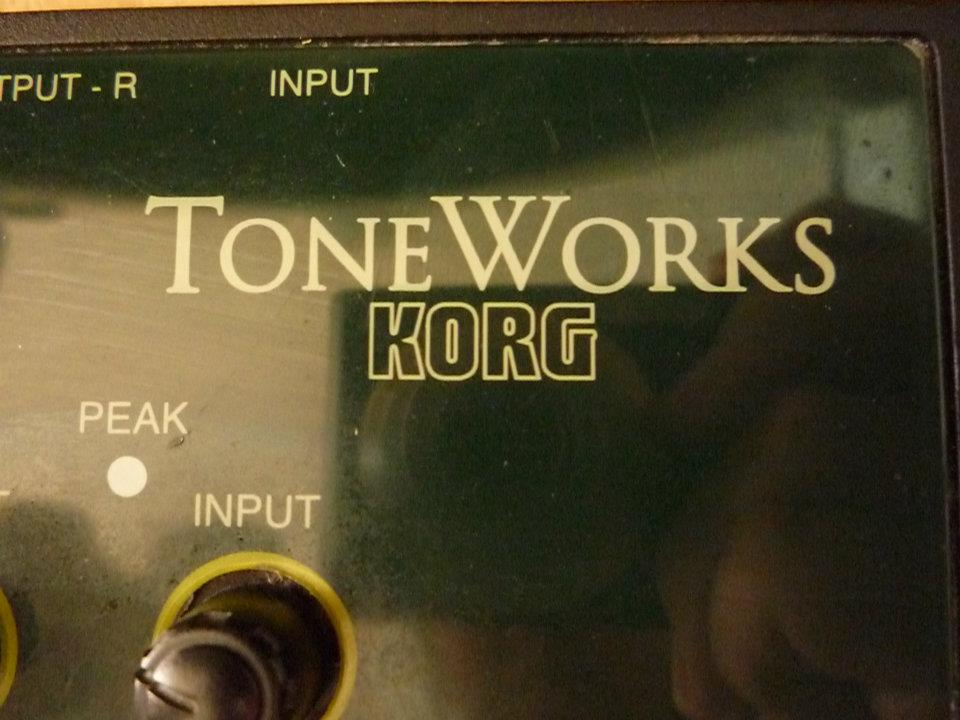 TPUT - R INPUT
TONEWORKS
KORG
PEAK
INPUT